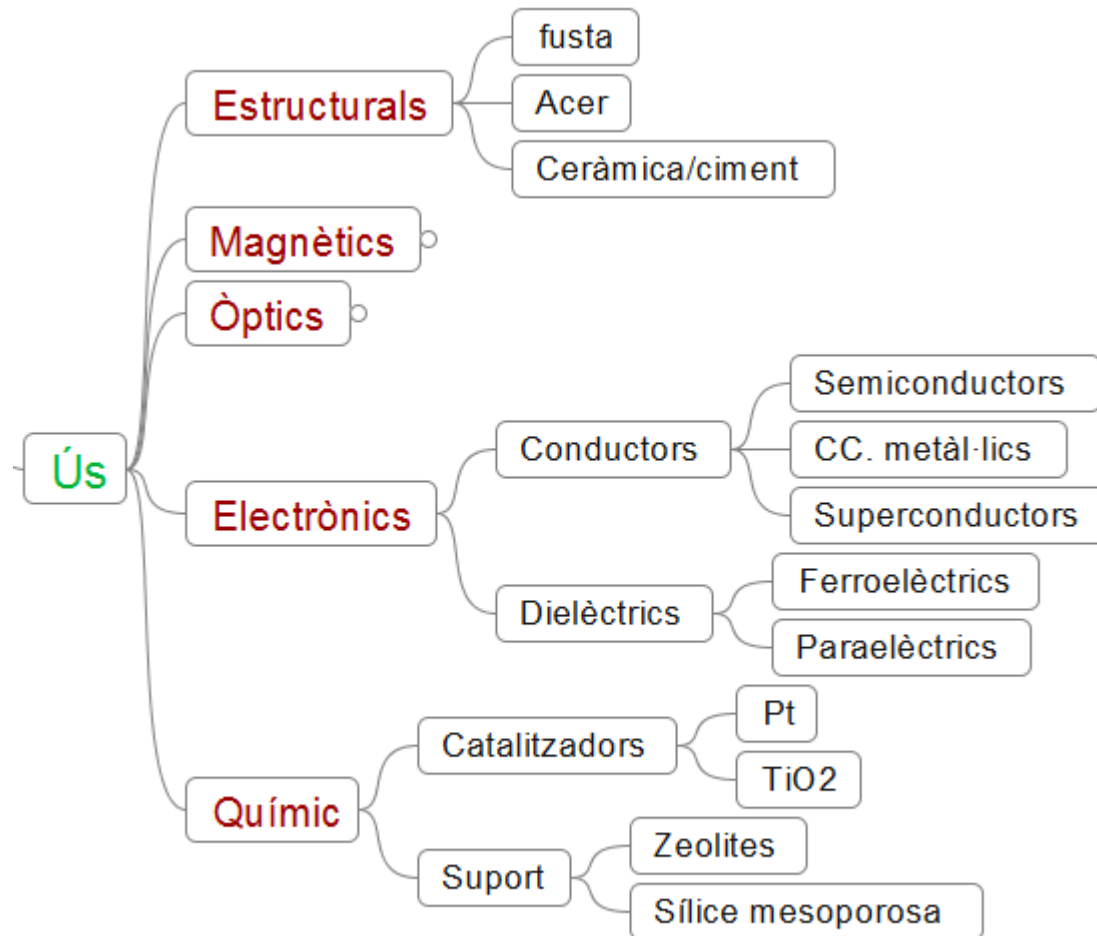 Ús
Estructurals
fusta
Acer
Ceràmica/ciment
Magnètics
Òptics
Electrònics
Conductors
Semiconductors
CC. metàl·lics
Superconductors
Dielèctrics
Ferroelèctrics
Paraelèctrics
Químic
Catalitzadors
Pt
TiO2
Suport
Zeolites
Sílice mesoporosa